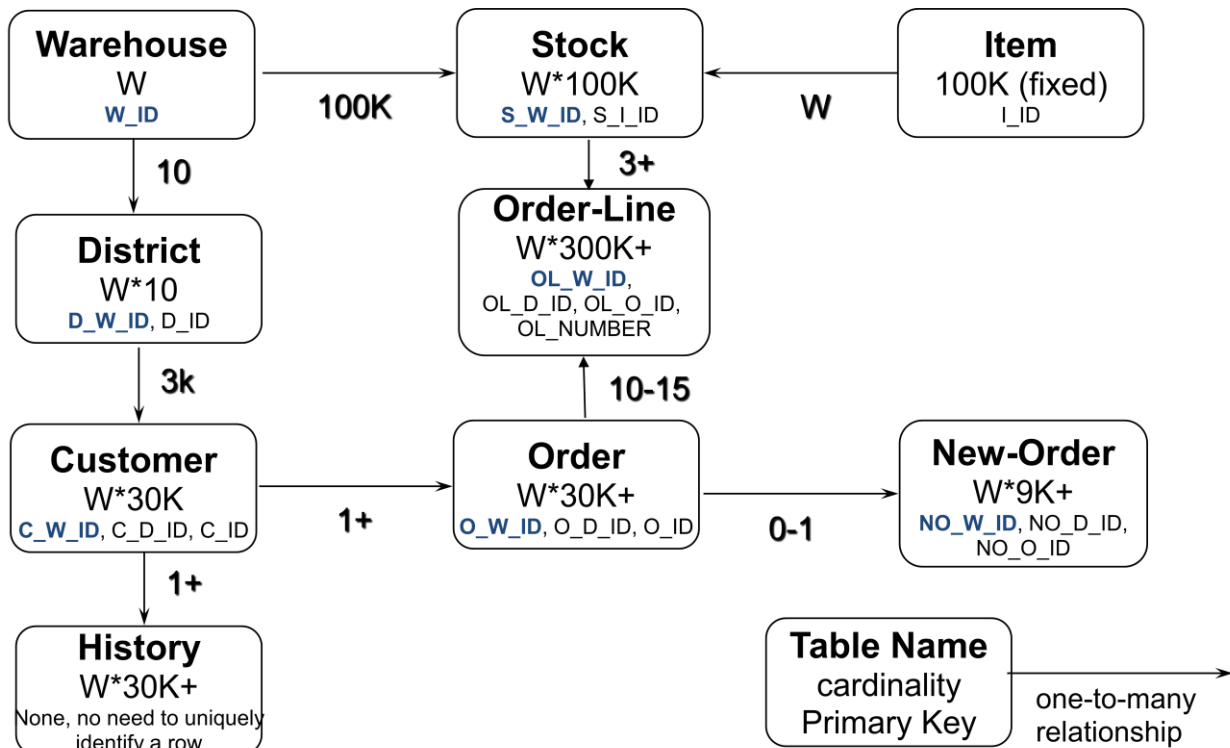 Warehouse
W
W_ID
100K
Stock
W*100K
S_W_ID, S_I_ID
W
Item
100K (fixed)
I_ID
10
3+
District
W*10
D_W_ID, D_ID
Order-Line
W*300K+
OL_W_ID,
OL_D_ID, OL_O_ID,
OL_NUMBER
3k
10-15
Customer
W*30K
C_W_ID, C_D_ID, C_ID
1+
Order
W*30K+
O_W_ID, O_D_ID, O_ID
0-1
New-Order
W*9K+
NO_W_ID, NO_D_ID,
NO_O_ID
1+
History
W*30K+
None, no need to uniquely
identify a row
Table Name
cardinality
Primary Key
one-to-many
relationship